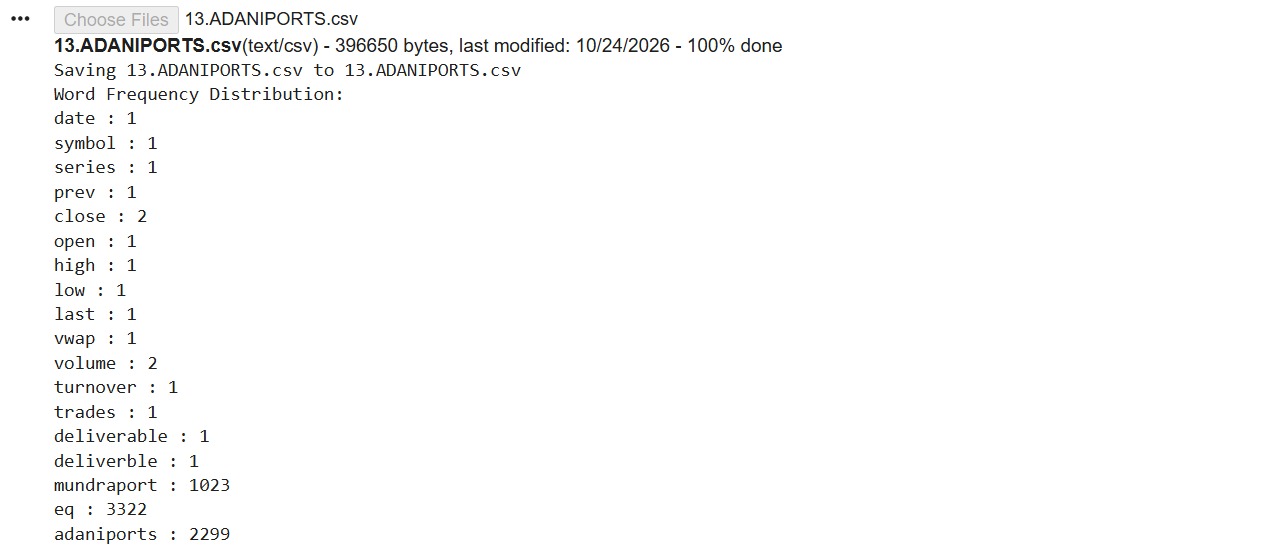 ••• Choose Files 13.ADANIPORTS.csv
13.ADANIPORTS.csv(text/csv) - 396650 bytes, last modified: 10/24/2026 - 100% done
Saving 13.ADANIPORTS.csv to 13.ADANIPORTS.csv
Word Frequency Distribution:
date : 1
symbol : 1
series : 1
prev : 1
close : 2
open : 1
high : 1
low : 1
last : 1
vwap : 1
volume : 2
turnover : 1
trades : 1
deliverable : 1
deliverble : 1
mundraport : 1023
eq : 3322
adaniports : 2299